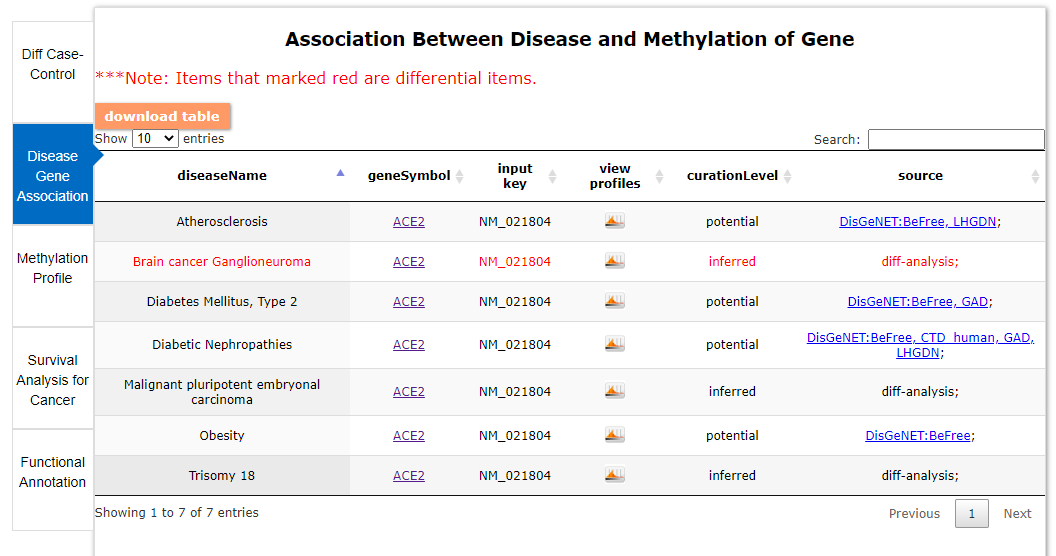 Diff Case-
Control
Disease
Gene
Association
Methylation
Profile
Survival
Analysis for
Cancer
Functional
Annotation
Association Between Disease and Methylation of Gene
***Note: Items that marked red are differential items.
download table
Show 10 entries
Search:
diseaseName geneSymbol input key view profiles curationLevel source
Atherosclerosis ACE2 NM_021804 potential DisGeNET:BeFree, LHGDN;
Brain cancer Ganglioneuroma ACE2 NM_021804 inferred diff-analysis;
Diabetes Mellitus, Type 2 ACE2 NM_021804 potential DisGeNET:BeFree, GAD;
Diabetic Nephropathies ACE2 NM_021804 potential DisGeNET:BeFree, CTD_human, GAD,
LHGDN;
Malignant pluripotent embryonal
carcinoma ACE2 NM_021804 inferred diff-analysis;
Obesity ACE2 NM_021804 potential DisGeNET:BeFree;
Trisomy 18 ACE2 NM_021804 inferred diff-analysis;
Showing 1 to 7 of 7 entries
Previous 1 Next